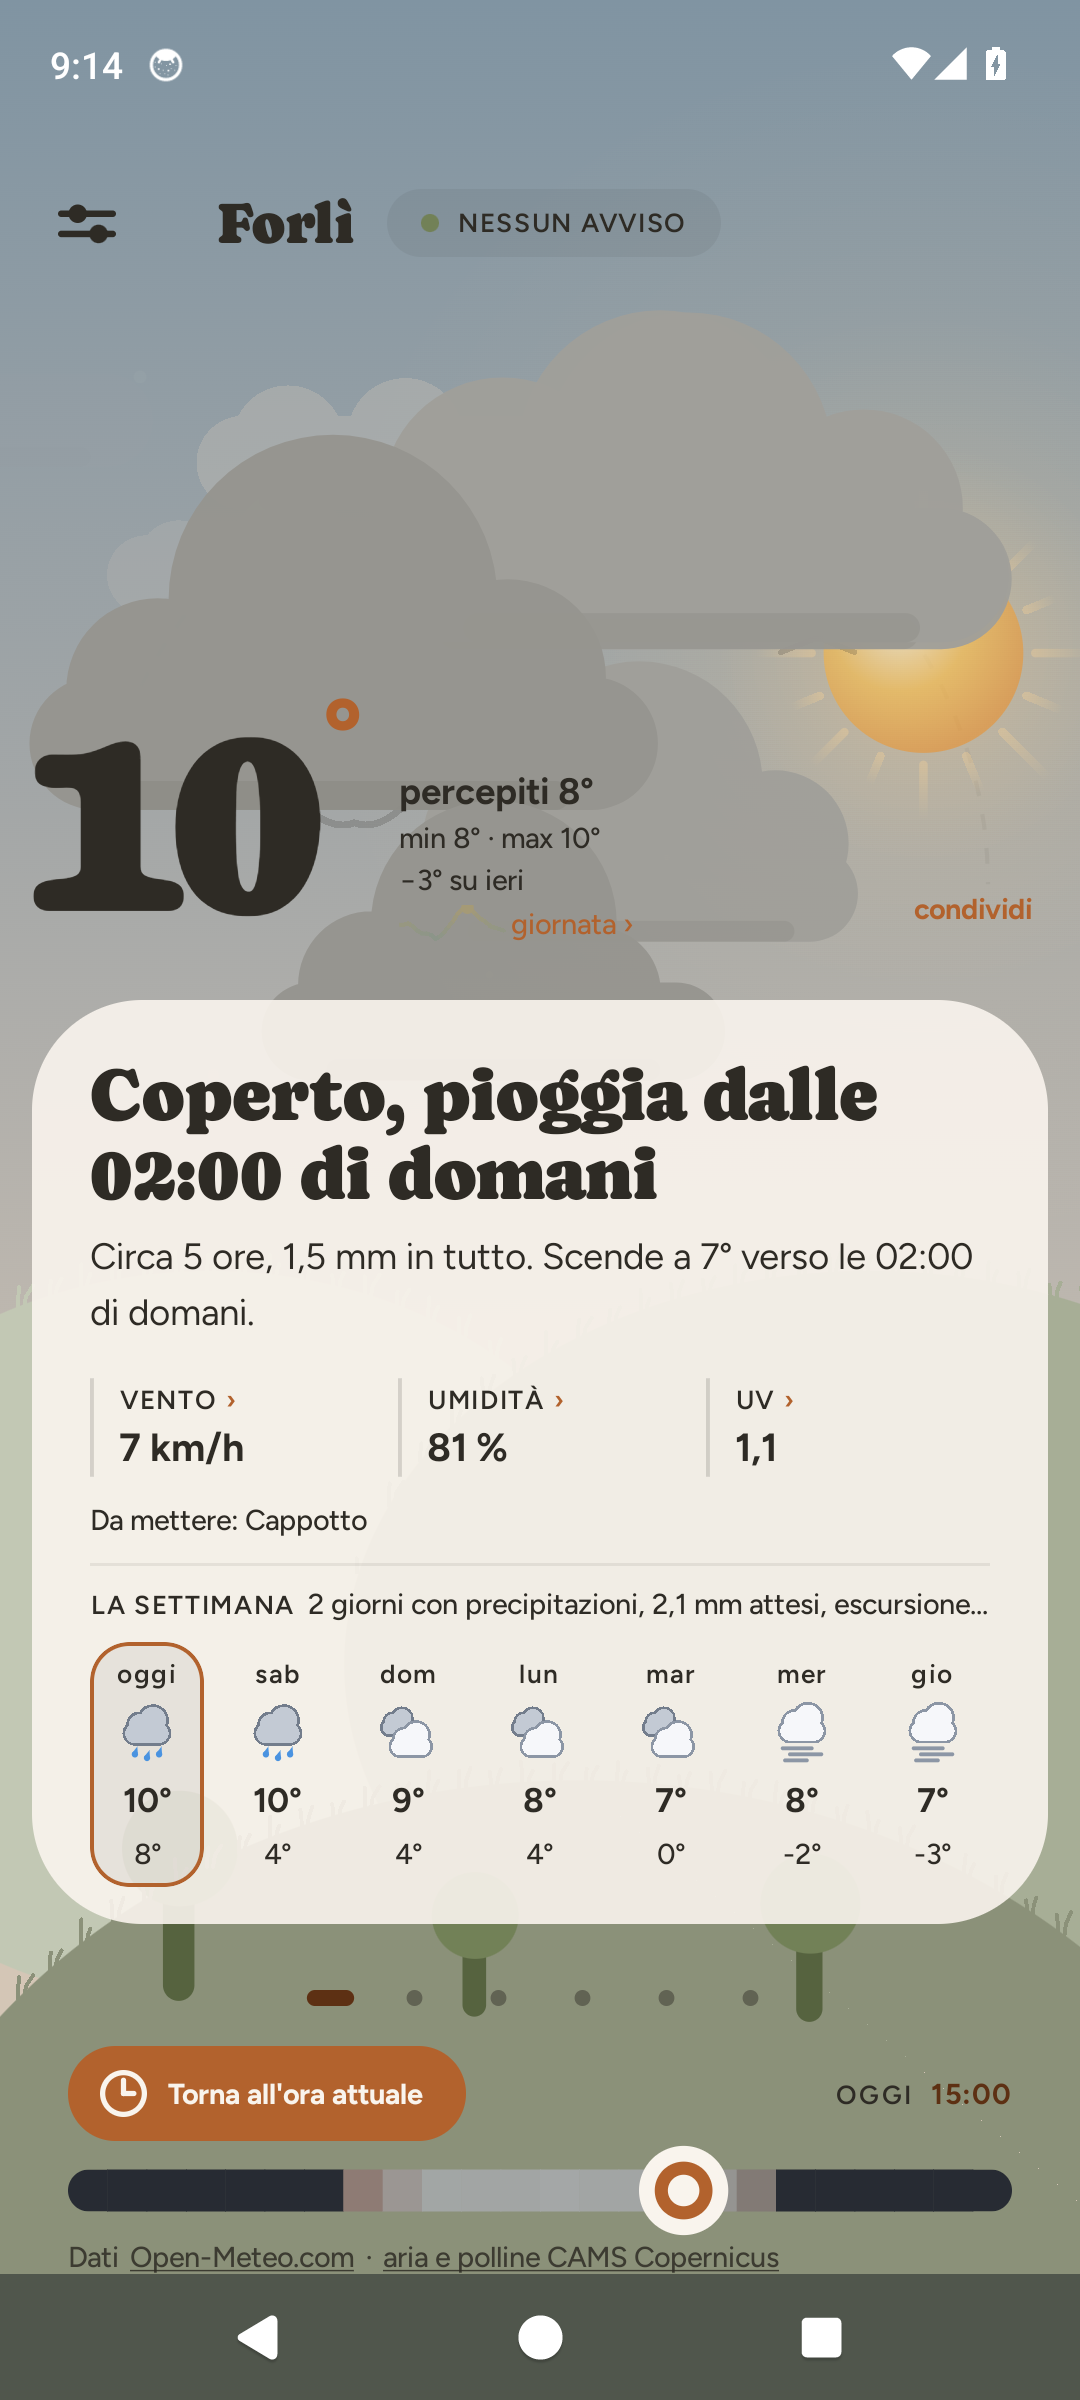 9:14
Forlì
NESSUN AVVISO
10°
percepiti 8°
min 8° · max 10°
−3° su ieri
giornata ›
condividi
Coperto, pioggia dalle
02:00 di domani
Circa 5 ore, 1,5 mm in tutto. Scende a 7° verso le 02:00
di domani.
VENTO › UMIDITÀ › UV ›
7 km/h 81 % 1,1
Da mettere: Cappotto
LA SETTIMANA 2 giorni con precipitazioni, 2,1 mm attesi, escursione…
oggi sab dom lun mar mer gio
10° 10° 9° 8° 7° 8° 7°
8° 4° 4° 4° 0° -2° -3°
Torna all'ora attuale
OGGI 15:00
Dati Open-Meteo.com · aria e polline CAMS Copernicus